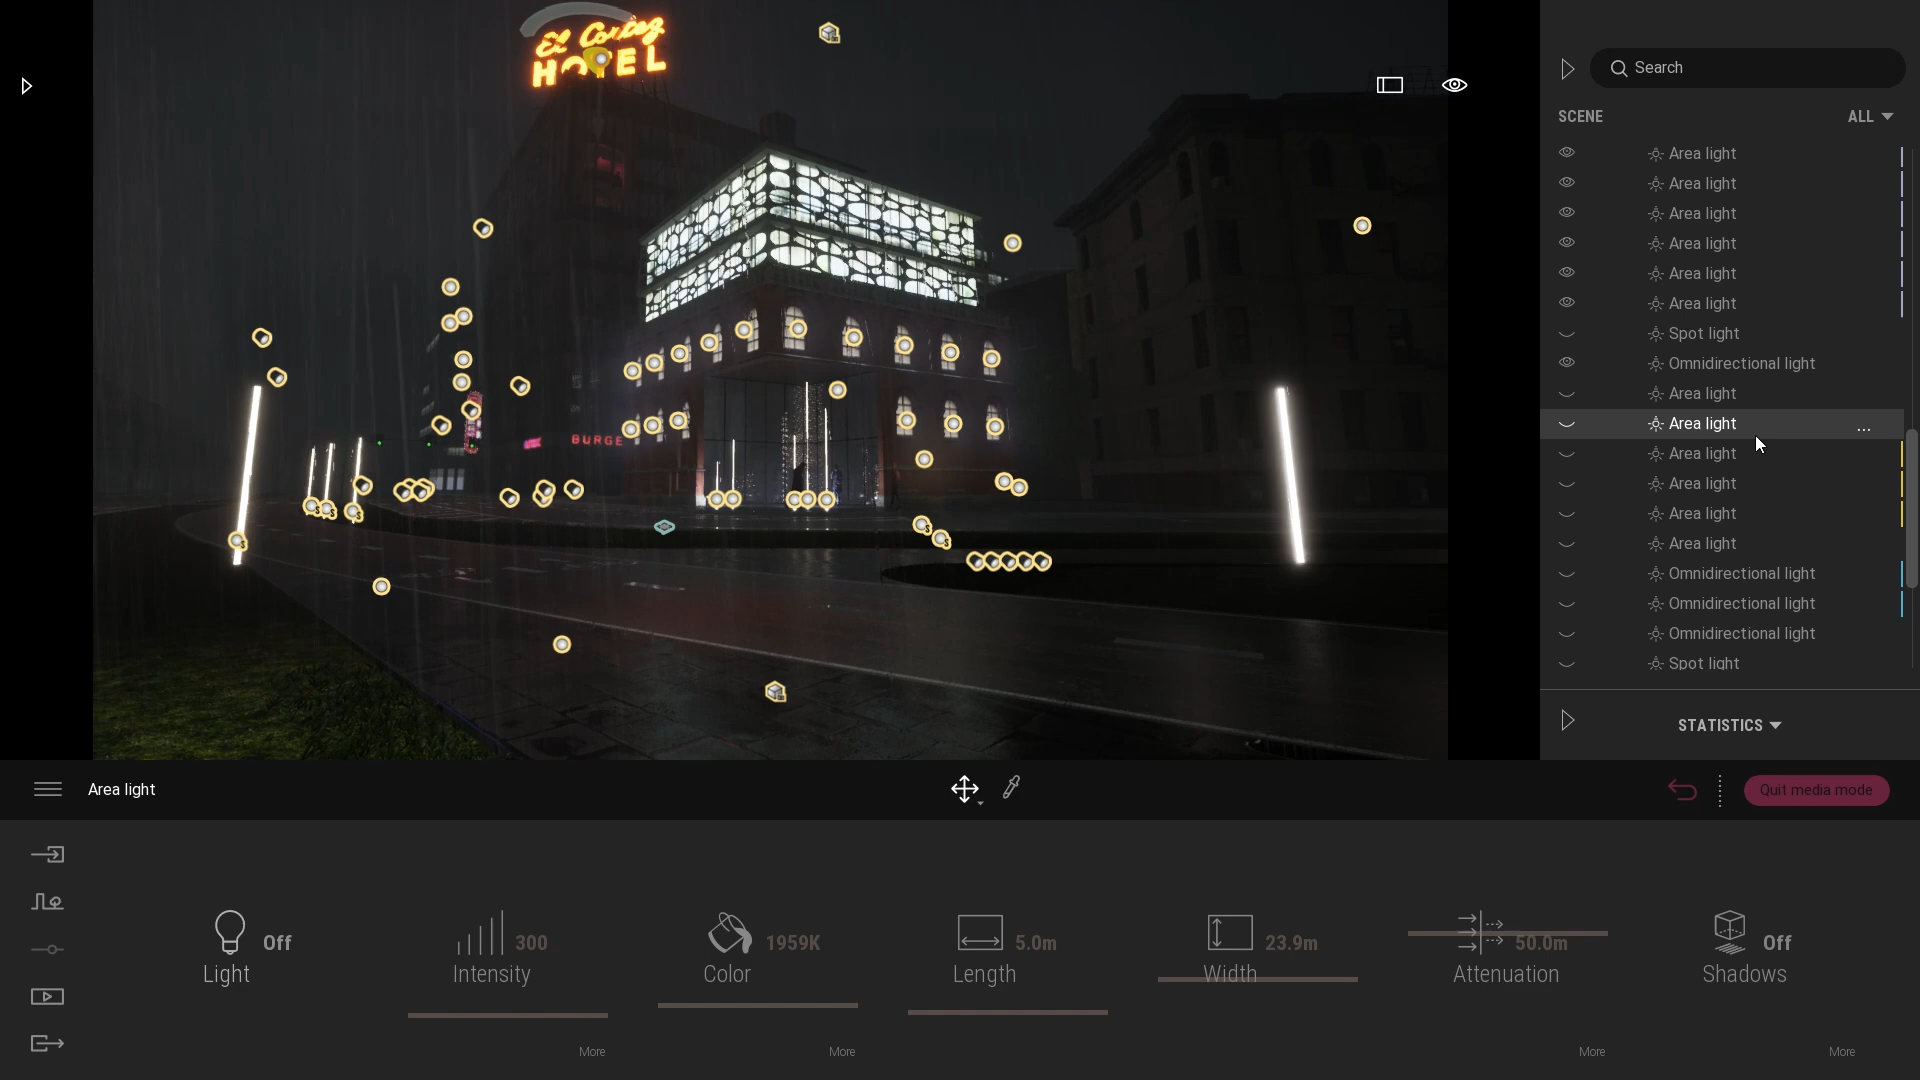 El Cortez
HOTEL
BURGE
Search
SCENE
ALL
Area light
Area light
Area light
Area light
Area light
Area light
Spot light
Omnidirectional light
Area light
Area light
...
Area light
Area light
Area light
Area light
Omnidirectional light
Omnidirectional light
Omnidirectional light
Spot light
STATISTICS
Area light
Quit media mode
Off
Light
300
Intensity
More
1959K
Color
More
5.0m
Length
23.9m
Width
50.0m
Attenuation
More
Off
Shadows
More